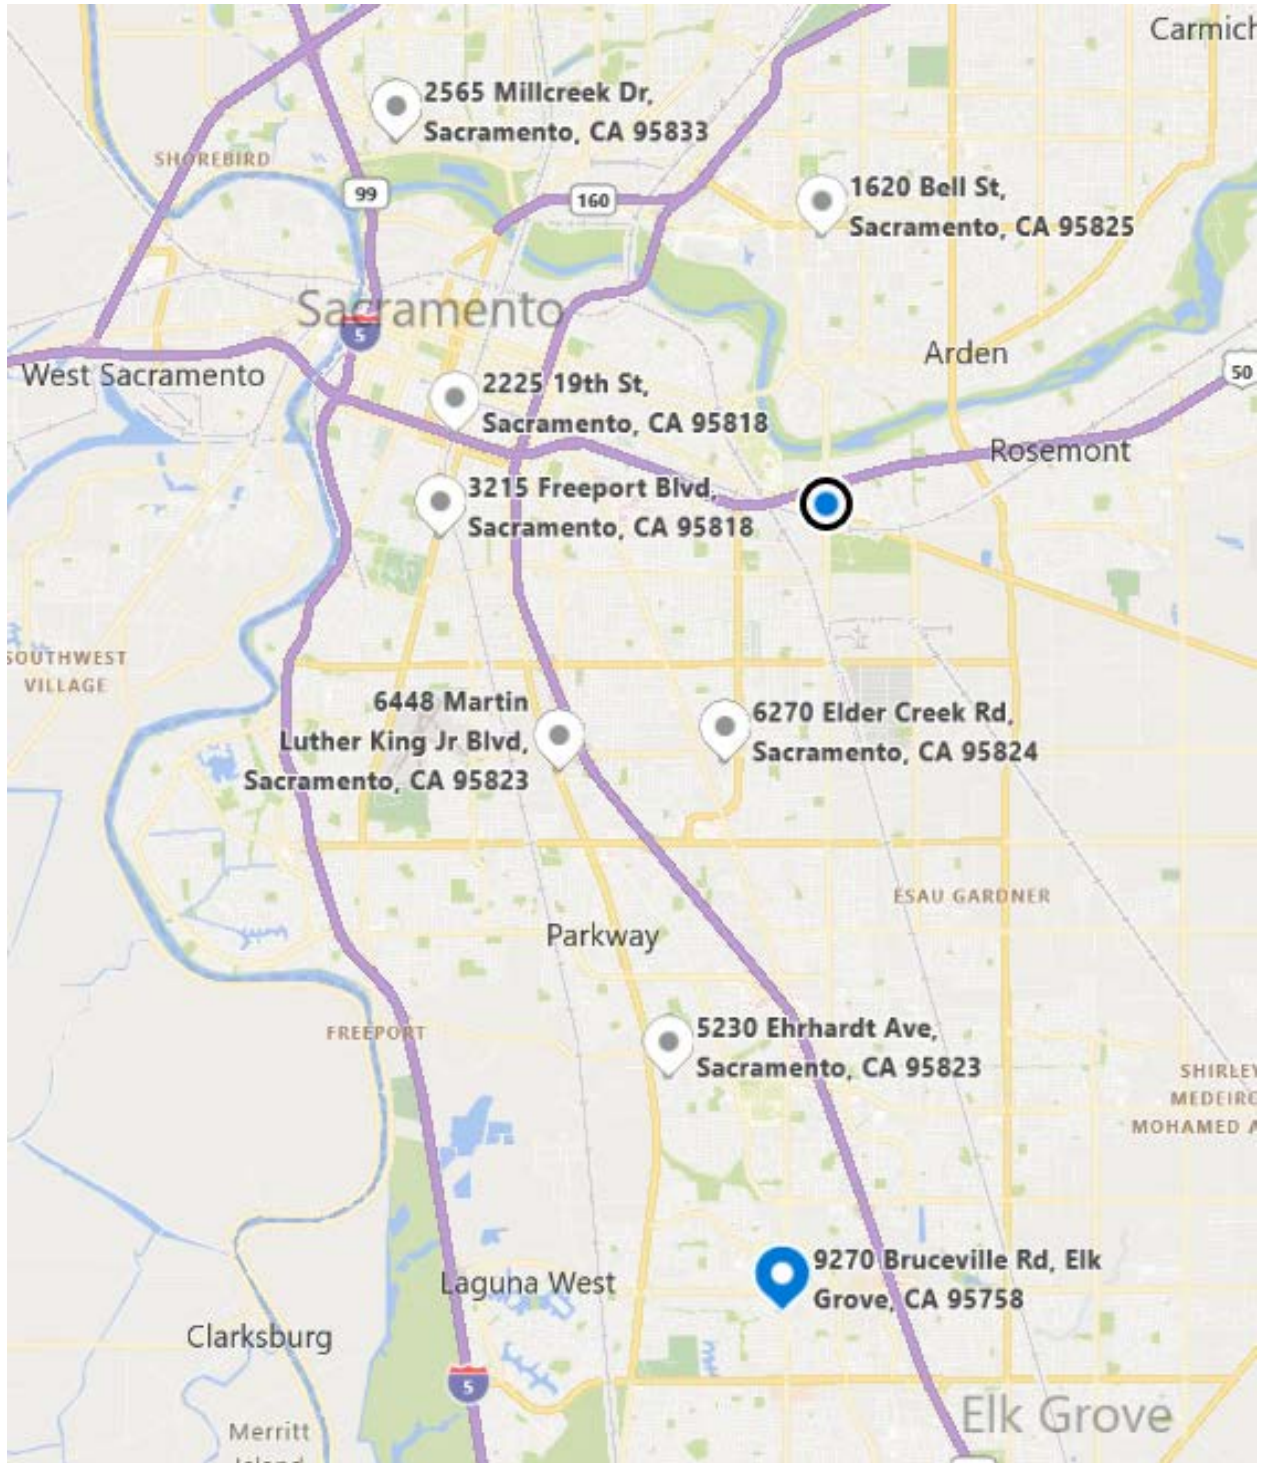 Carmich
2565 Millcreek Dr,
Sacramento, CA 95833
SHOREBIRD
99
160
1620 Bell St,
Sacramento, CA 95825
Sacramento
5
Arden
50
West Sacramento
2225 19th St,
Sacramento, CA 95818
Rosemont
3215 Freeport Blvd,
Sacramento, CA 95818
SOUTHWEST
VILLAGE
6448 Martin
Luther King Jr Blvd,
Sacramento, CA 95823
6270 Elder Creek Rd,
Sacramento, CA 95824
ESAU GARDNER
Parkway
FREEPORT
5230 Ehrhardt Ave,
Sacramento, CA 95823
SHIRLEY
MEDEIRO
MOHAMED A
9270 Bruceville Rd, Elk
Grove, CA 95758
Laguna West
Clarksburg
5
Elk Grove
Merritt